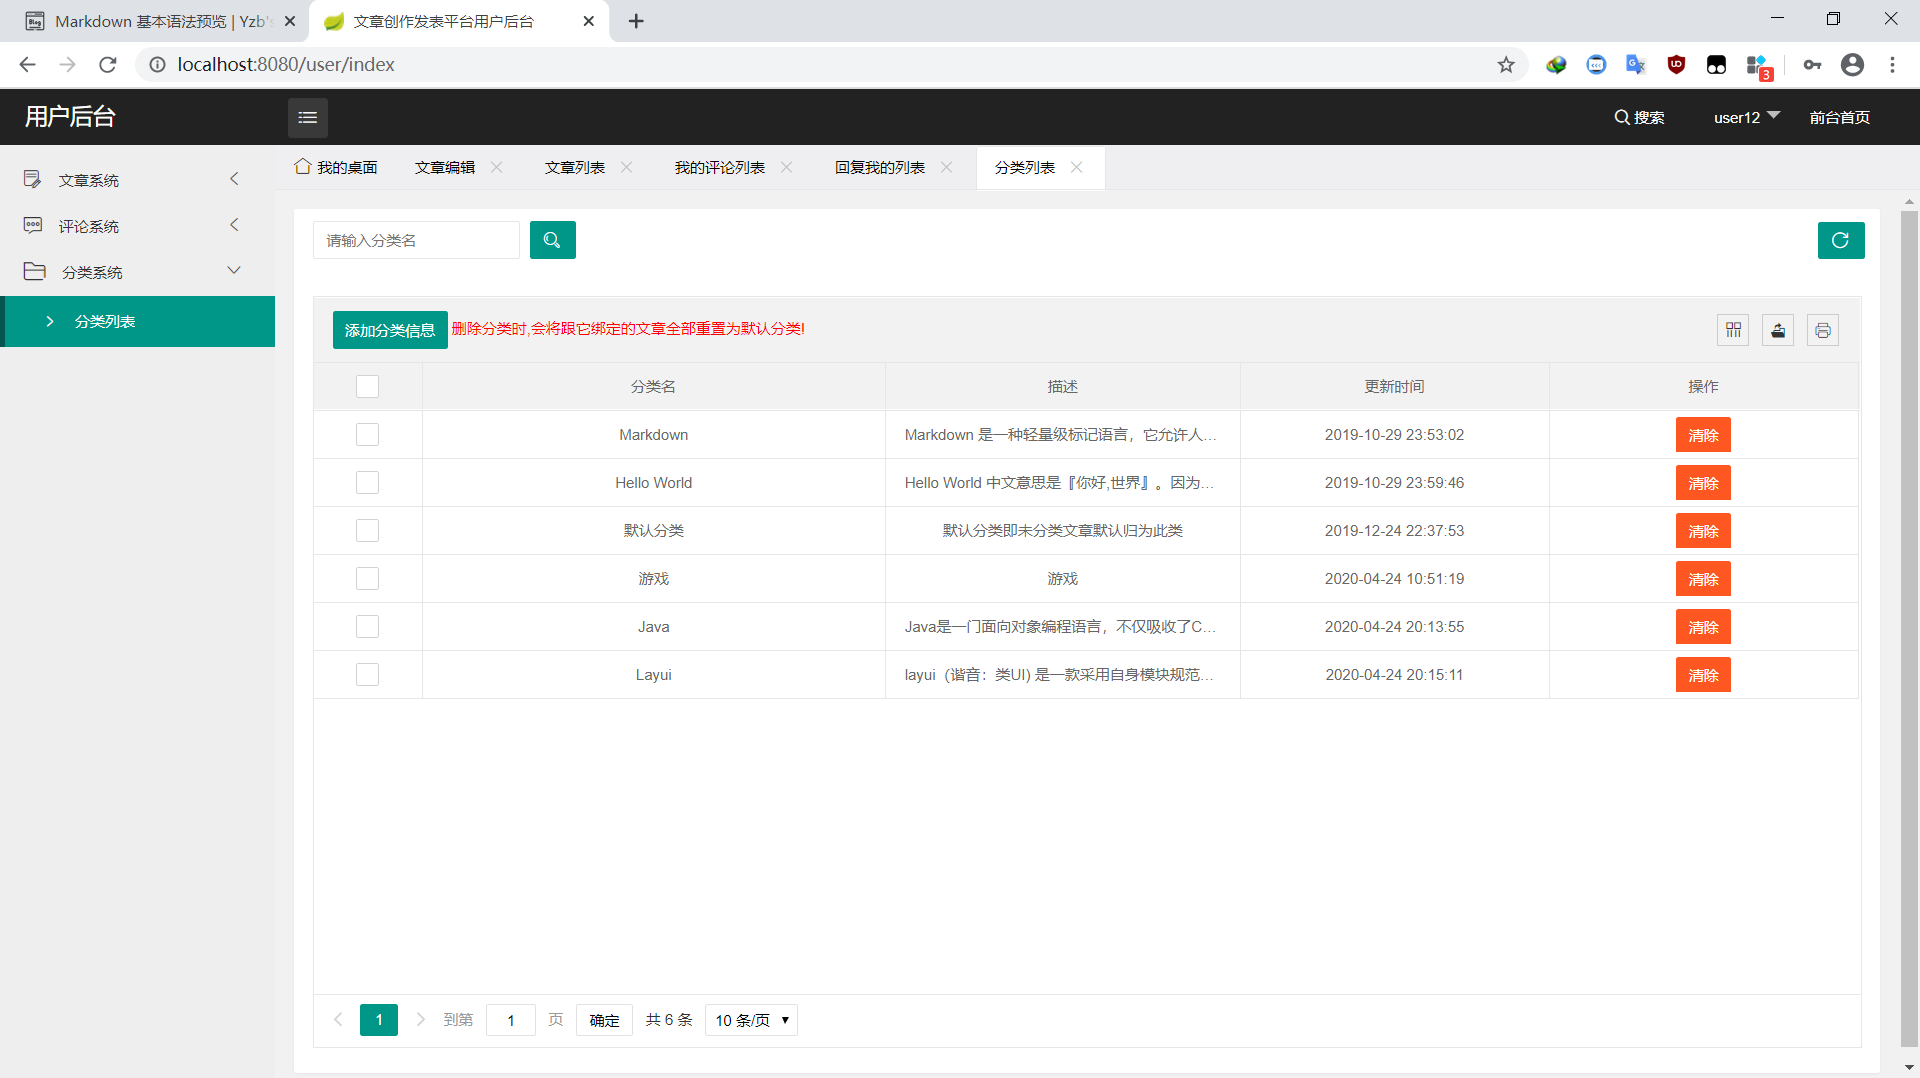 Markdown 基本语法预览 | Yzb's
文章创作发表平台用户后台
localhost:8080/user/index
3
用户后台
搜索
user12
前台首页
文章系统
评论系统
分类系统
分类列表
我的桌面
文章编辑
文章列表
我的评论列表
回复我的列表
分类列表
请输入分类名
添加分类信息 删除分类时,会将跟它绑定的文章全部重置为默认分类!
分类名 描述 更新时间 操作
Markdown Markdown 是一种轻量级标记语言，它允许人... 2019-10-29 23:53:02 清除
Hello World Hello World 中文意思是『你好,世界』。因为... 2019-10-29 23:59:46 清除
默认分类 默认分类即未分类文章默认归为此类 2019-12-24 22:37:53 清除
游戏 游戏 2020-04-24 10:51:19 清除
Java Java是一门面向对象编程语言，不仅吸收了C... 2020-04-24 20:13:55 清除
Layui layui（谐音：类UI) 是一款采用自身模块规范... 2020-04-24 20:15:11 清除
1 到第 1 页 确定 共 6 条 10 条/页